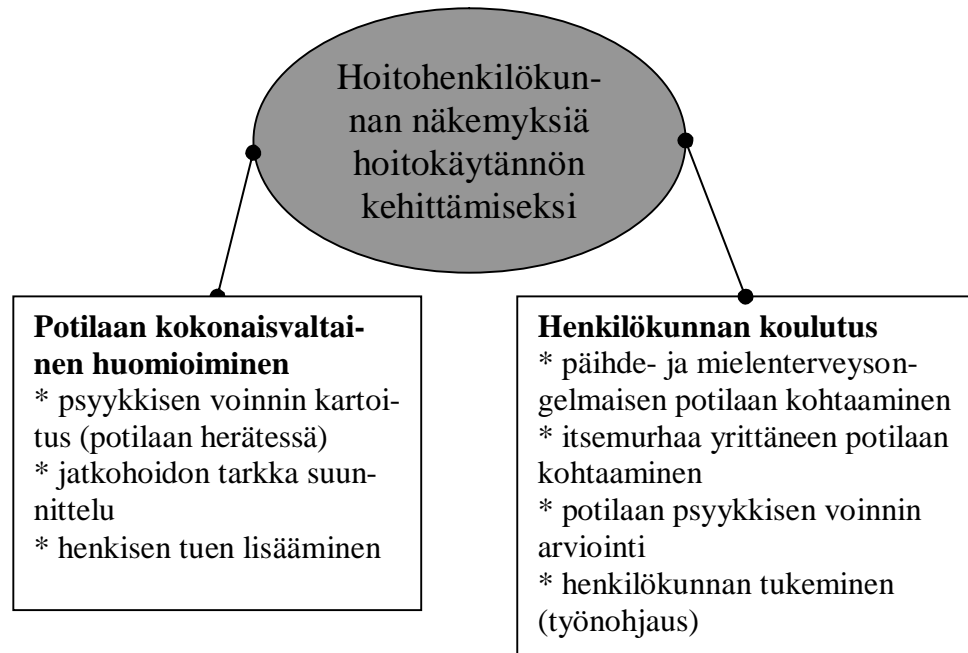 Hoitohenkilökun-
nan näkemyksiä
hoitokäytännön
kehittämiseksi
Potilaan kokonaisvaltai-
nen huomioiminen
* psyykkisen voinnin kartoi-
tus (potilaan herätessä)
* jatkohoidon tarkka suun-
nittelu
* henkisen tuen lisääminen
Henkilökunnan koulutus
* päihde- ja mielenterveyson-
gelmaisen potilaan kohtaaminen
* itsemurhaa yrittäneen potilaan
kohtaaminen
* potilaan psyykkisen voinnin
arviointi
* henkilökunnan tukeminen
(työnohjaus)